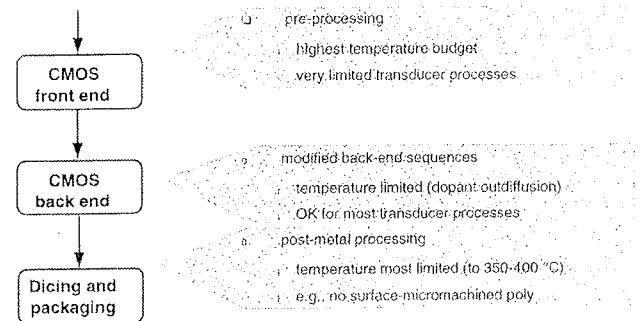 pre-processing
highest temperature budget
very limited transducer processes
CMOS
front end
modified back-end sequences
temperature limited (dopant outdiffusion)
OK for most transducer processes
CMOS
back end
post-metal processing
temperature most limited (to 350-400 °C)
e.g., no surface-micromachined poly
Dicing and
packaging